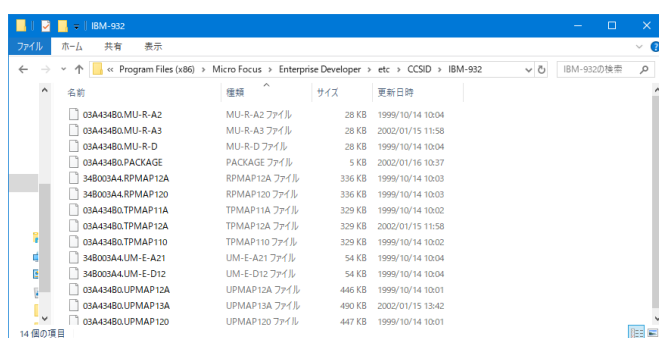 IBM-932
ファイル ホーム 共有 表示
« Program Files (x86) › Micro Focus › Enterprise Developer › etc › CCSID › IBM-932 IBM-932の検索
名前 種類 サイズ 更新日時
03A434B0.MU-R-A2 MU-R-A2 ファイル 28 KB 1999/10/14 10:04
03A434B0.MU-R-A3 MU-R-A3 ファイル 28 KB 2002/01/15 11:58
03A434B0.MU-R-D MU-R-D ファイル 28 KB 1999/10/14 10:04
03A434B0.PACKAGE PACKAGE ファイル 5 KB 2002/01/16 10:37
34B003A4.RPMAP12A RPMAP12A ファイル 336 KB 1999/10/14 10:03
34B003A4.RPMAP120 RPMAP120 ファイル 336 KB 1999/10/14 10:03
03A434B0.TPMAP11A TPMAP11A ファイル 329 KB 1999/10/14 10:02
03A434B0.TPMAP12A TPMAP12A ファイル 329 KB 2002/01/15 11:58
03A434B0.TPMAP110 TPMAP110 ファイル 329 KB 1999/10/14 10:02
34B003A4.UM-E-A21 UM-E-A21 ファイル 54 KB 1999/10/14 10:04
34B003A4.UM-E-D12 UM-E-D12 ファイル 54 KB 1999/10/14 10:04
03A434B0.UPMAP12A UPMAP12A ファイル 446 KB 1999/10/14 10:01
03A434B0.UPMAP13A UPMAP13A ファイル 490 KB 2002/01/15 13:42
03A434B0.UPMAP120 UPMAP120 ファイル 447 KB 1999/10/14 10:01
14 個の項目